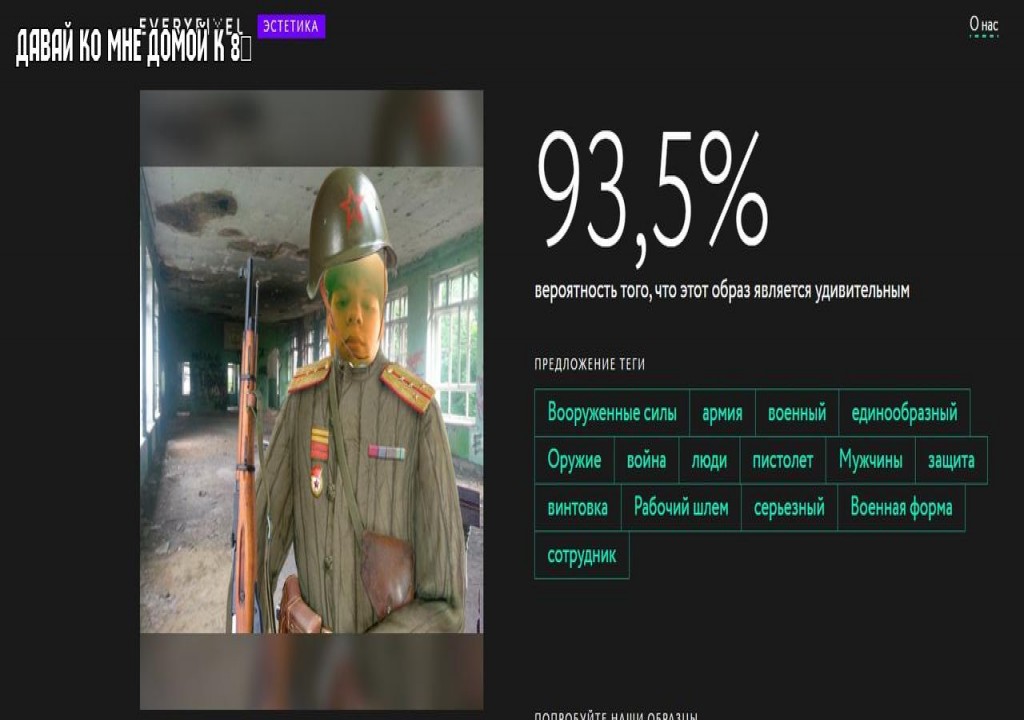 EVERYPIXEL ЭСТЕТИКА
О нас
ДАВАЙ КО МНЕ ДОМОЙ К 8
93,5%
вероятность того, что этот образ является удивительным
ПРЕДЛОЖЕНИЕ ТЕГИ
Вооруженные силы армия военный единообразный
Оружие война люди пистолет Мужчины защита
винтовка Рабочий шлем серьезный Военная форма
сотрудник
ПОПРОБУЙТЕ НАШИ ОБРАЗЦЫ